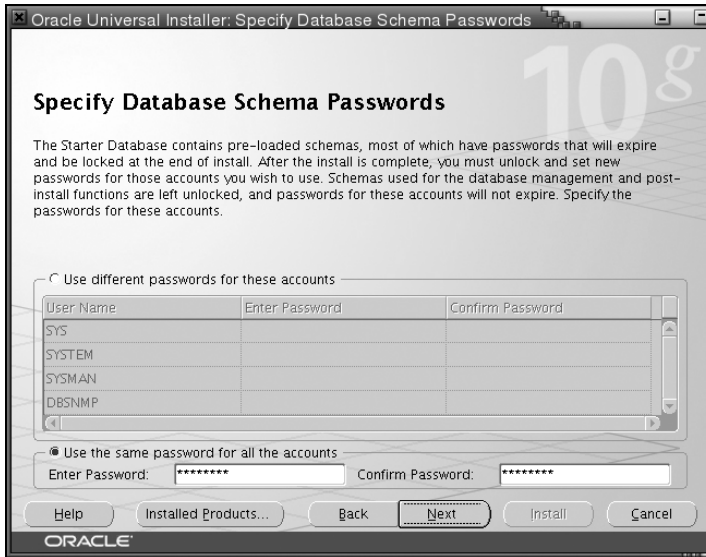 Oracle Universal Installer: Specify Database Schema Passwords
10g
Specify Database Schema Passwords
The Starter Database contains pre-loaded schemas, most of which have passwords that will expire
and be locked at the end of install. After the install is complete, you must unlock and set new
passwords for those accounts you wish to use. Schemas used for the database management and post-
install functions are left unlocked, and passwords for these accounts will not expire. Specify the
passwords for these accounts.
Use different passwords for these accounts
User Name Enter Password Confirm Password
SYS
SYSTEM
SYSMAN
DBSNMP
Use the same password for all the accounts
Enter Password: ******** Confirm Password: ********
Help Installed Products... Back Next Install Cancel
ORACLE